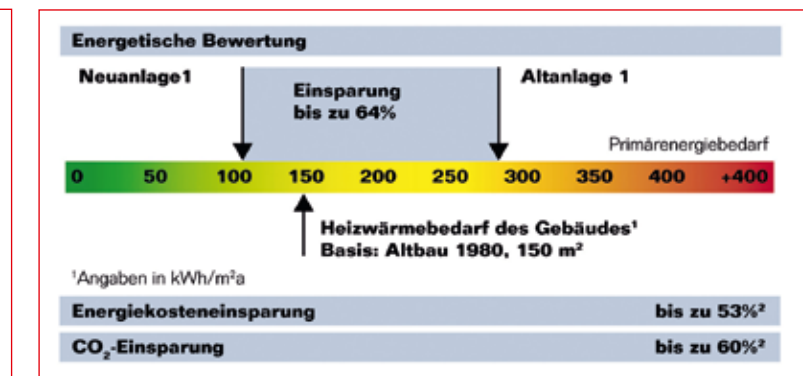 Energetische Bewertung
Neuanlage1
Altanlage 1
Einsparung
bis zu 64%
Primärenergiebedarf
0 50 100 150 200 250 300 350 400 +400
Heizwärmebedarf des Gebäudes¹
Basis: Altbau 1980, 150 m²
¹Angaben in kWh/m²a
Energiekosteneinsparung bis zu 53%²
CO₂-Einsparung bis zu 60%²